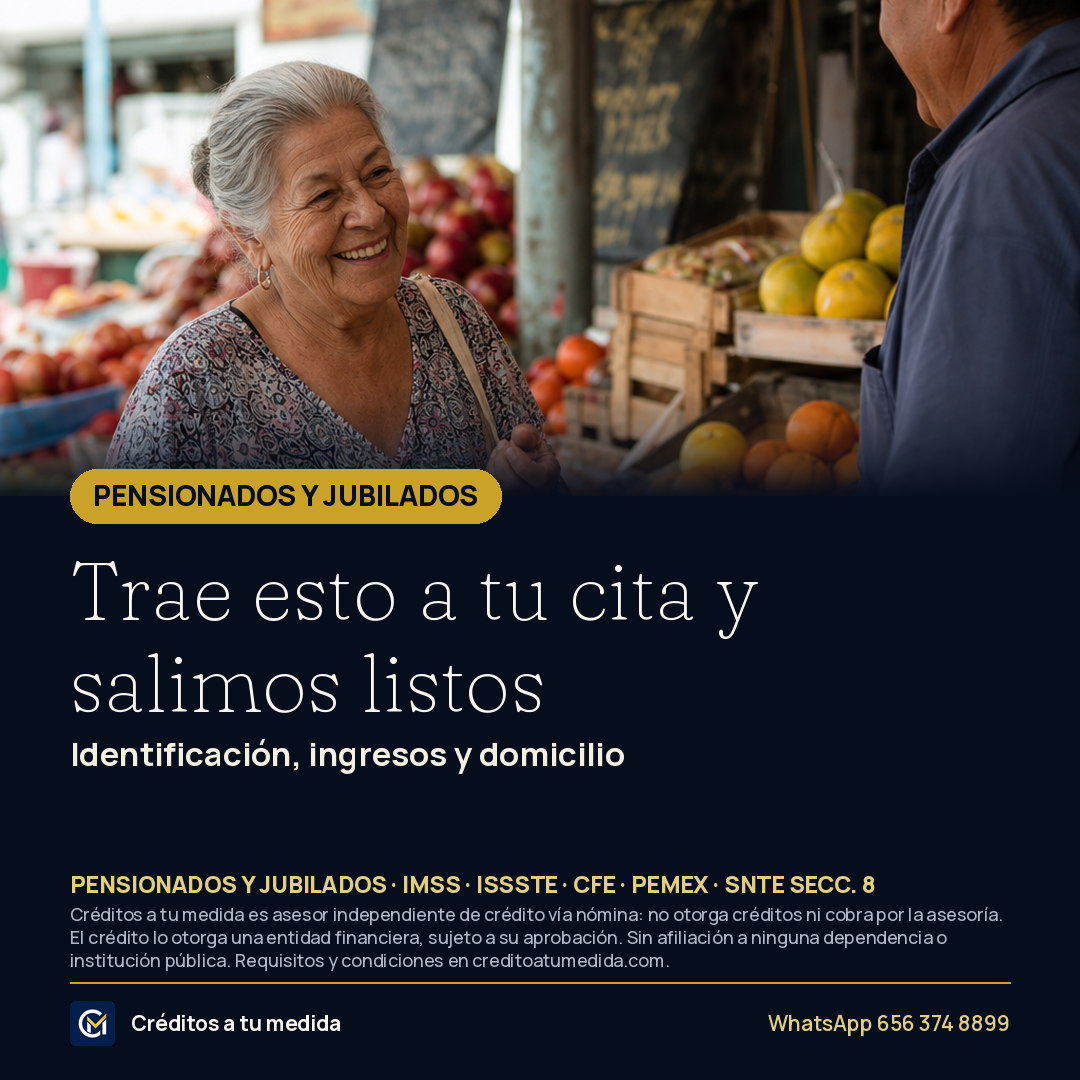 PENSIONADOS Y JUBILADOS
Trae esto a tu cita y
salimos listos
Identificación, ingresos y domicilio
PENSIONADOS Y JUBILADOS · IMSS · ISSSTE · CFE · PEMEX · SNTE SECC. 8
Créditos a tu medida es asesor independiente de crédito vía nómina: no otorga créditos ni cobra por la asesoría.
El crédito lo otorga una entidad financiera, sujeto a su aprobación. Sin afiliación a ninguna dependencia o
institución pública. Requisitos y condiciones en creditoatumedida.com.
Créditos a tu medida
WhatsApp 656 374 8899